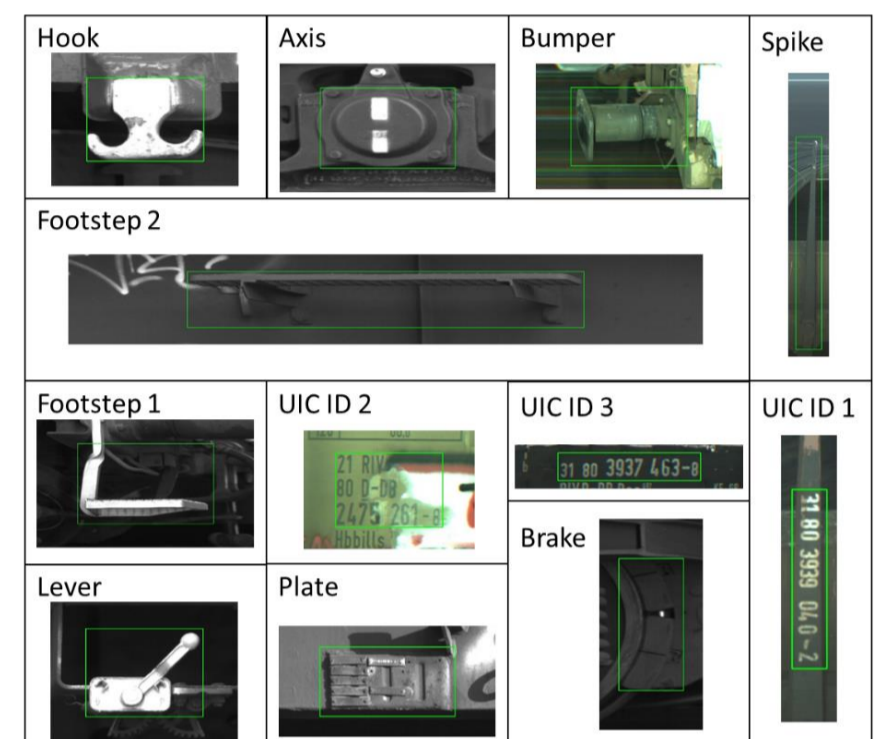 Hook
Axis
Bumper
Spike
Footstep 2
Footstep 1
UIC ID 2
21 RIV
80 D-DB
2475 261-8
Hbbills
UIC ID 3
31 80 3937 463-8
UIC ID 1
31 80 3939 040-2
Brake
Lever
Plate